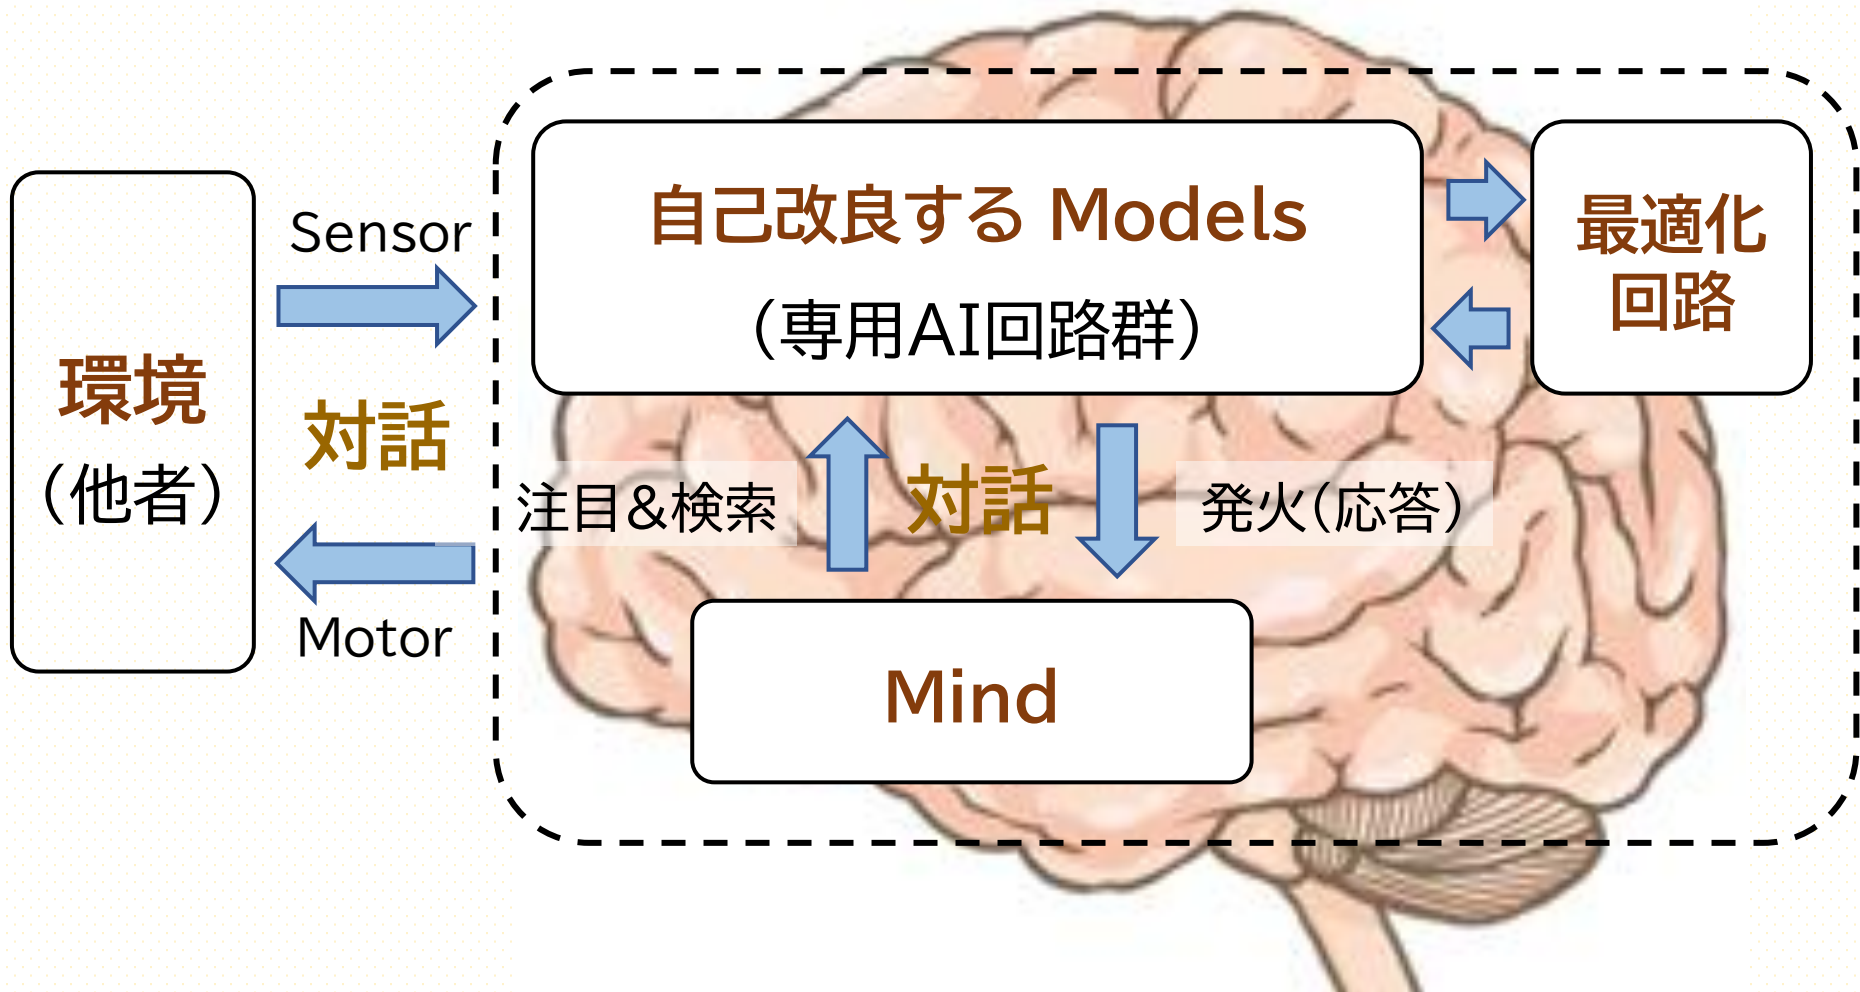 環境
（他者）
Sensor
対話
Motor
自己改良する Models
（専用AI回路群）
最適化
回路
注目&検索
対話
発火（応答）
Mind